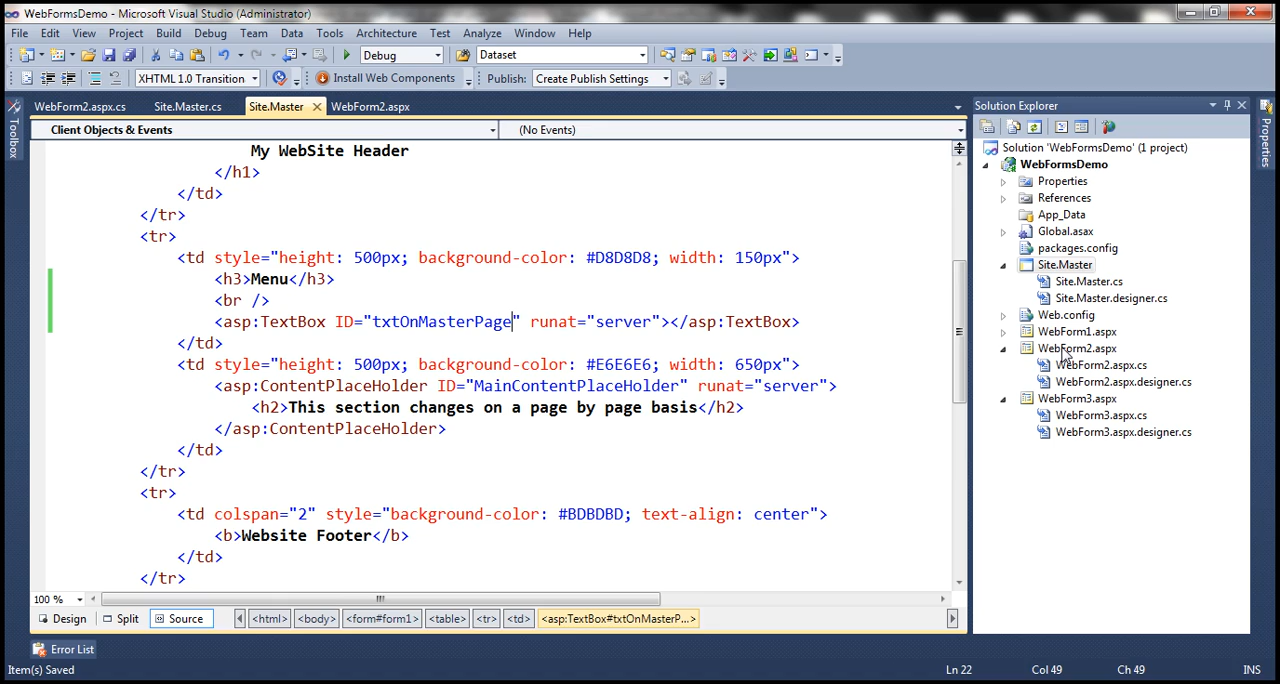 WebFormsDemo - Microsoft Visual Studio (Administrator)
File Edit View Project Build Debug Team Data Tools Architecture Test Analyze Window Help
Debug Dataset
XHTML 1.0 Transition Install Web Components Publish: Create Publish Settings
WebForm2.aspx.cs Site.Master.cs Site.Master WebForm2.aspx
Client Objects & Events (No Events)
My WebSite Header
</h1>
</td>
</tr>
<tr>
<td style="height: 500px; background-color: #D8D8D8; width: 150px">
<h3>Menu</h3>
<br />
<asp:TextBox ID="txtOnMasterPage" runat="server"></asp:TextBox>
</td>
<td style="height: 500px; background-color: #E6E6E6; width: 650px">
<asp:ContentPlaceHolder ID="MainContentPlaceHolder" runat="server">
<h2>This section changes on a page by page basis</h2>
</asp:ContentPlaceHolder>
</td>
</tr>
<tr>
<td colspan="2" style="background-color: #BDBDBD; text-align: center">
<b>Website Footer</b>
</td>
</tr>
100 %
Design Split Source <html> <body> <form#form1> <table> <tr> <td> <asp:TextBox#txtOnMasterP...>
Error List
Item(s) Saved Ln 22 Col 49 Ch 49 INS
Toolbox
Solution Explorer
Solution 'WebFormsDemo' (1 project)
WebFormsDemo
Properties
References
App_Data
Global.asax
packages.config
Site.Master
Site.Master.cs
Site.Master.designer.cs
Web.config
WebForm1.aspx
WebForm2.aspx
WebForm2.aspx.cs
WebForm2.aspx.designer.cs
WebForm3.aspx
WebForm3.aspx.cs
WebForm3.aspx.designer.cs
Properties